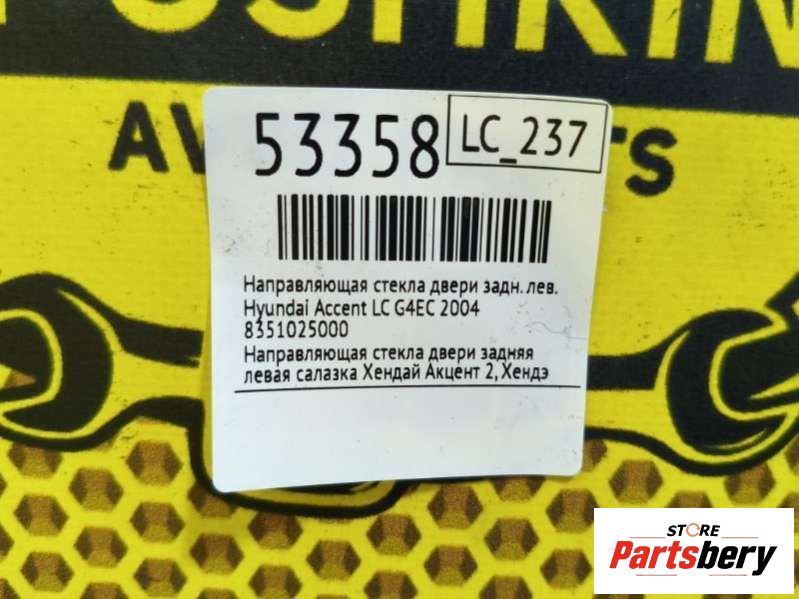 53358
LC_237
Направляющая стекла двери задн. лев.
Hyundai Accent LC G4EC 2004
8351025000
Направляющая стекла двери задняя
левая салазка Хендай Акцент 2, Хендэ
STORE
Partsbery